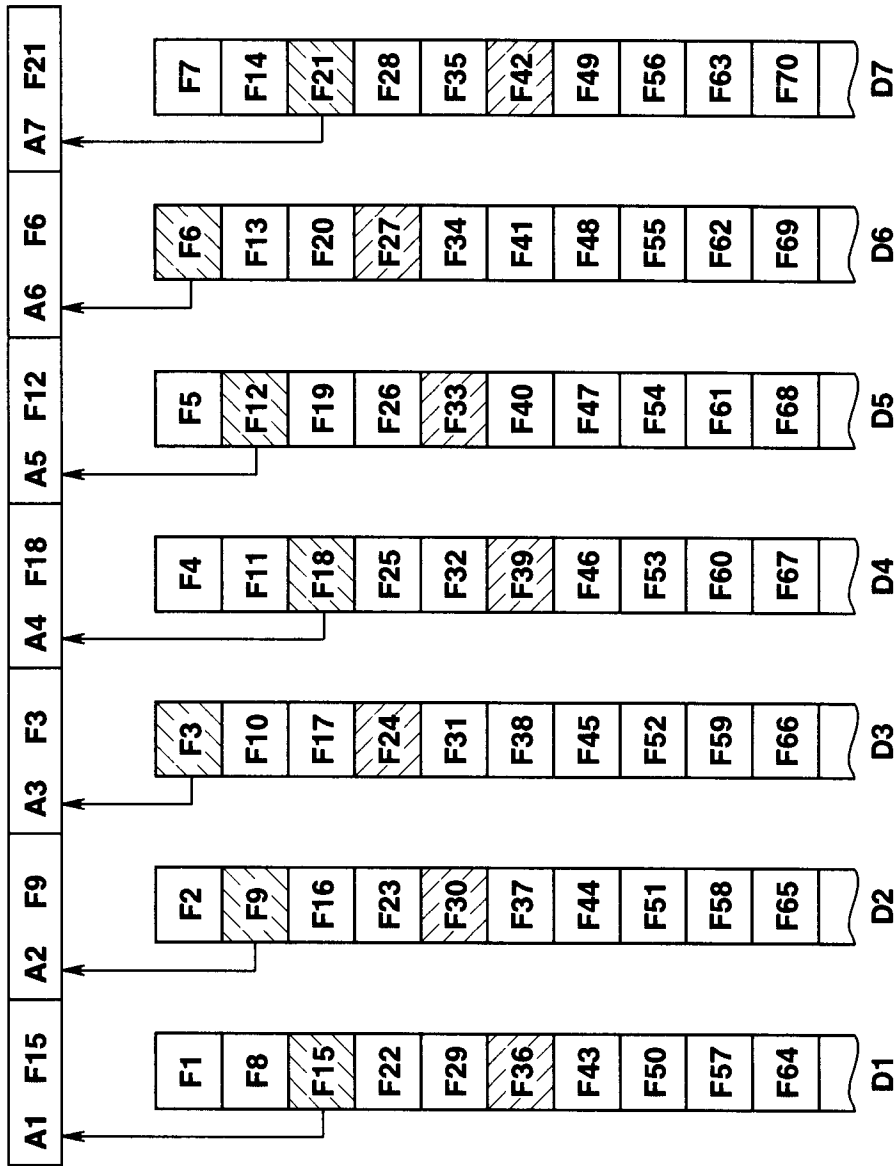 A1 F15 A2 F9 A3 F3 A4 F18 A5 F12 A6 F6 A7 F21
F1 F2 F3 F4 F5 F6 F7
F8 F9 F10 F11 F12 F13 F14
F15 F16 F17 F18 F19 F20 F21
F22 F23 F24 F25 F26 F27 F28
F29 F30 F31 F32 F33 F34 F35
F36 F37 F38 F39 F40 F41 F42
F43 F44 F45 F46 F47 F48 F49
F50 F51 F52 F53 F54 F55 F56
F57 F58 F59 F60 F61 F62 F63
F64 F65 F66 F67 F68 F69 F70
D1 D2 D3 D4 D5 D6 D7